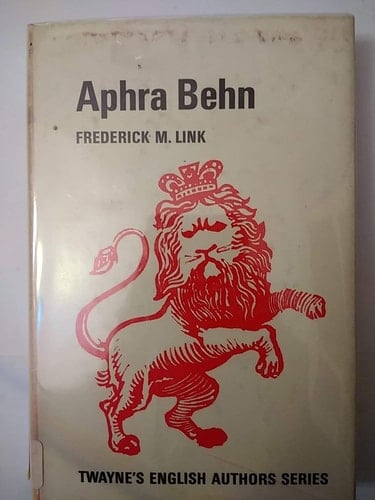 Aphra Behn
FREDERICK M. LINK
TWAYNE'S ENGLISH AUTHORS SERIES